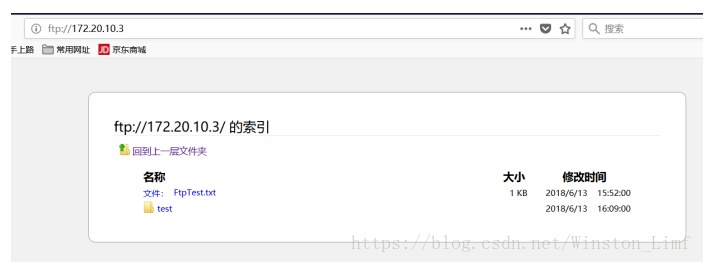 ftp://172.20.10.3
搜索
手上路 常用网址 JD 京东商城
ftp://172.20.10.3/ 的索引
回到上一层文件夹
名称 大小 修改时间
文件: FtpTest.txt 1 KB 2018/6/13 15:52:00
test 2018/6/13 16:09:00
https://blog.csdn.net/Winston_Limf